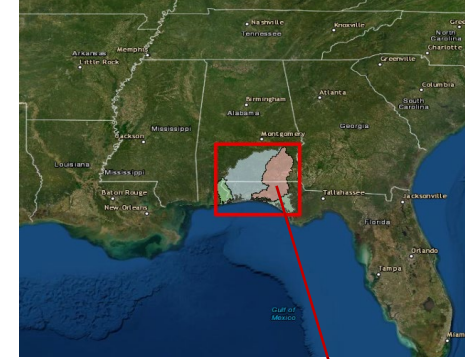 Nashville
Knoxville
Tennessee
North
Carolina
Charlotte
Memphis
Arkansas
Little Rock
Greenville
Columbia
South
Carolina
Atlanta
Birmingham
Alabama
Mississippi
Georgia
Montgomery
Jackson
Louisiana
Mississippi
Baton Rouge
New Orleans
Tallahassee
Jacksonville
Florida
Orlando
Tampa
Gulf of
Mexico
Miam